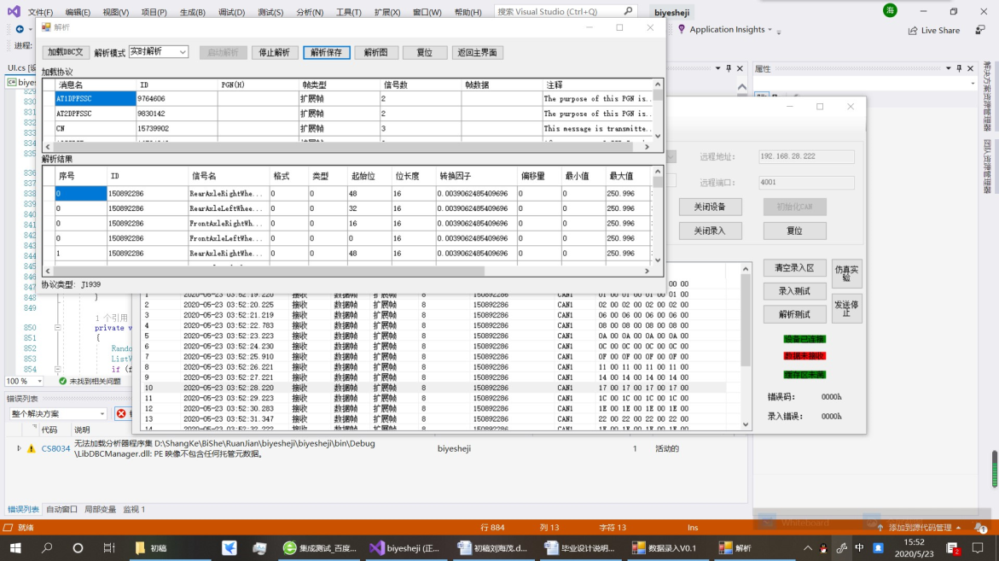 文件(F) 编辑(E) 视图(V) 项目(P) 生成(B) 调试(D) 测试(S) 分析(N) 工具(T) 扩展(X) 窗口(W) 帮助(H) 搜索 Visual Studio (Ctrl+Q) biyesheji 海
Application Insights Live Share
进程:
解析
加载DBC文 解析模式 实时解析 启动解析 停止解析 解析保存 解析图 复位 返回主界面
加载协议
消息名 ID PGN(H) 帧类型 信号数 帧数据 注释
AT1DPFSSC 9764606 扩展帧 2 The purpose of this PGN is..
AT2DPFSSC 9830142 扩展帧 2 The purpose of this PGN is..
CN 15739902 扩展帧 3 This message is transmitte..
解析结果
序号 ID 信号名 格式 类型 起始位 位长度 转换因子 偏移量 最小值 最大值
0 150892286 RearAxleRightWhe... 0 0 48 16 0.0039062485409696 0 0 250.996
0 150892286 RearAxleLeftWhee... 0 0 32 16 0.0039062485409696 0 0 250.996
0 150892286 FrontAxleRightWh... 0 0 16 16 0.0039062485409696 0 0 250.996
0 150892286 FrontAxleLeftWhe... 0 0 0 16 0.0039062485409696 0 0 250.996
1 150892286 RearAxleRightWhe... 0 0 48 16 0.0039062485409696 0 0 250.996
协议类型: J1939
属性
远程地址: 192.168.28.222
远程端口: 4001
关闭设备 初始化CAN
关闭录入 复位
清空录入区 仿真实验
录入测试
解析测试 发送停止
设备已连接
数据未接收
缓存区未满
错误码: 0000h
录入错误: 0000h
1 2020-05-23 03:52:19.220 接收 数据帧 扩展帧 150892286 CAN1 01 00 01 00 01 00 01 00
2 2020-05-23 03:52:20.225 接收 数据帧 扩展帧 150892286 CAN1 02 00 02 00 02 00 02 00
3 2020-05-23 03:52:21.219 接收 数据帧 扩展帧 150892286 CAN1 06 00 06 00 06 00 06 00
4 2020-05-23 03:52:22.783 接收 数据帧 扩展帧 150892286 CAN1 08 00 08 00 08 00 08 00
5 2020-05-23 03:52:23.223 接收 数据帧 扩展帧 150892286 CAN1 0A 00 0A 00 0A 00 0A 00
6 2020-05-23 03:52:24.230 接收 数据帧 扩展帧 150892286 CAN1 0C 00 0C 00 0C 00 0C 00
7 2020-05-23 03:52:25.910 接收 数据帧 扩展帧 150892286 CAN1 0F 00 0F 00 0F 00 0F 00
8 2020-05-23 03:52:26.221 接收 数据帧 扩展帧 150892286 CAN1 11 00 11 00 11 00 11 00
9 2020-05-23 03:52:27.221 接收 数据帧 扩展帧 150892286 CAN1 14 00 14 00 14 00 14 00
10 2020-05-23 03:52:28.220 接收 数据帧 扩展帧 150892286 CAN1 17 00 17 00 17 00 17 00
11 2020-05-23 03:52:29.223 接收 数据帧 扩展帧 150892286 CAN1 1C 00 1C 00 1C 00 1C 00
12 2020-05-23 03:52:30.283 接收 数据帧 扩展帧 150892286 CAN1 1E 00 1E 00 1E 00 1E 00
13 2020-05-23 03:52:31.347 接收 数据帧 扩展帧 150892286 CAN1 22 00 22 00 22 00 22 00
849
850 1 个引用
private v
851 {
852 Rando
853 ListV
854 if (f
100 % 未找到相关问题
错误列表
整个解决方案
代码 说明
CS8034 无法加载分析器程序集 D:\ShangKe\BiShe\RuanJian\biyesheji\biyesheji\bin\Debug
\LibDBCManager.dll: PE 映像不包含任何托管元数据。 biyesheji 1 活动的
错误列表 自动窗口 局部变量 监视 1
就绪 行 884 列 13 字符 13 Ins 添加到源代码管理
初稿 集成测试_百度... biyesheji (正... 初稿刘海茂.d... 毕业设计说明... 数据录入V0.1 解析 中 15:52
2020/5/23